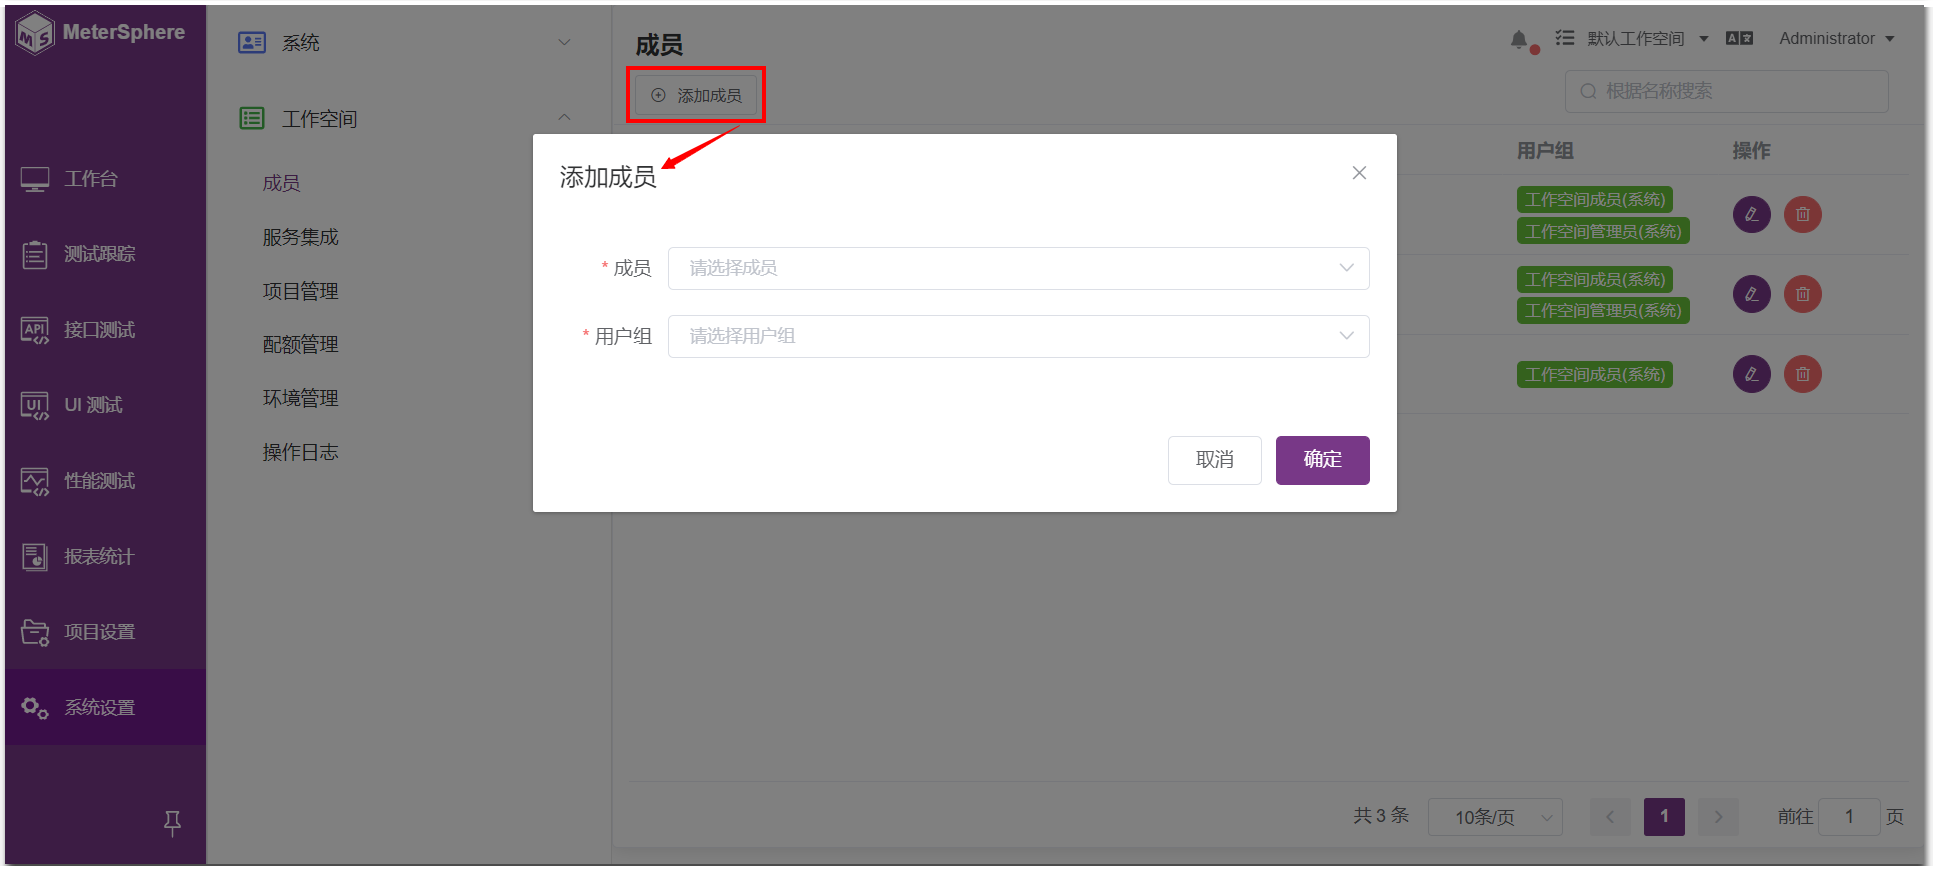 MeterSphere
工作台
测试跟踪
接口测试
UI 测试
性能测试
报表统计
项目设置
系统设置
系统
工作空间
成员
服务集成
项目管理
配额管理
环境管理
操作日志
成员
默认工作空间
Administrator
添加成员
根据名称搜索
用户组
操作
工作空间成员(系统)
工作空间管理员(系统)
工作空间成员(系统)
工作空间管理员(系统)
工作空间成员(系统)
添加成员
* 成员
请选择成员
* 用户组
请选择用户组
取消
确定
共 3 条
10条/页
1
前往 1 页